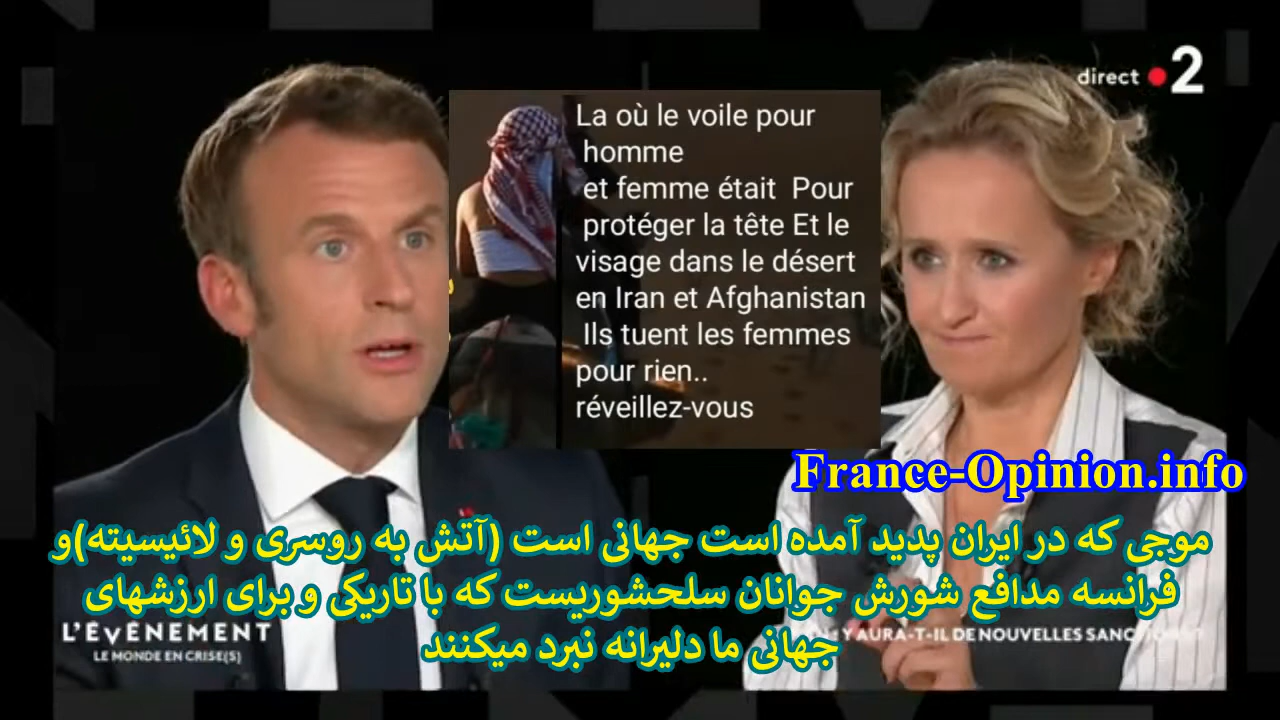 direct 2
La où le voile pour
homme
et femme était Pour
protéger la tête Et le
visage dans le désert
en Iran et Afghanistan
Ils tuent les femmes
pour rien..
réveillez-vous
France-Opinion.info
موجی که در ایران پدید آمده است جهانی است (آتش به روسری و لائیسیته)و
فرانسه مدافع شورش جوانان سلحشوریست که با تاریکی و برای ارزشهای
جهانی ما دلیرانه نبرد میکنند
L'ÉVÉNEMENT
LE MONDE EN CRISE(S)
Y AURA-T-IL DE NOUVELLES